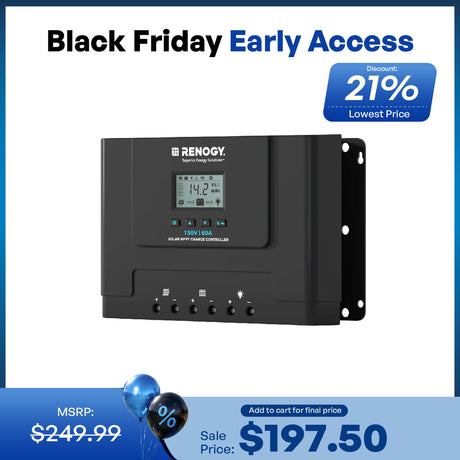 Black Friday Early Access
Discount:
21%
Lowest Price
RENOGY
Superior Energy Solutions
14.2
150V | 60A
SOLAR MPPT CHARGE CONTROLLER
MSRP:
$249.99
%
Add to cart for final price
Sale
Price: $197.50